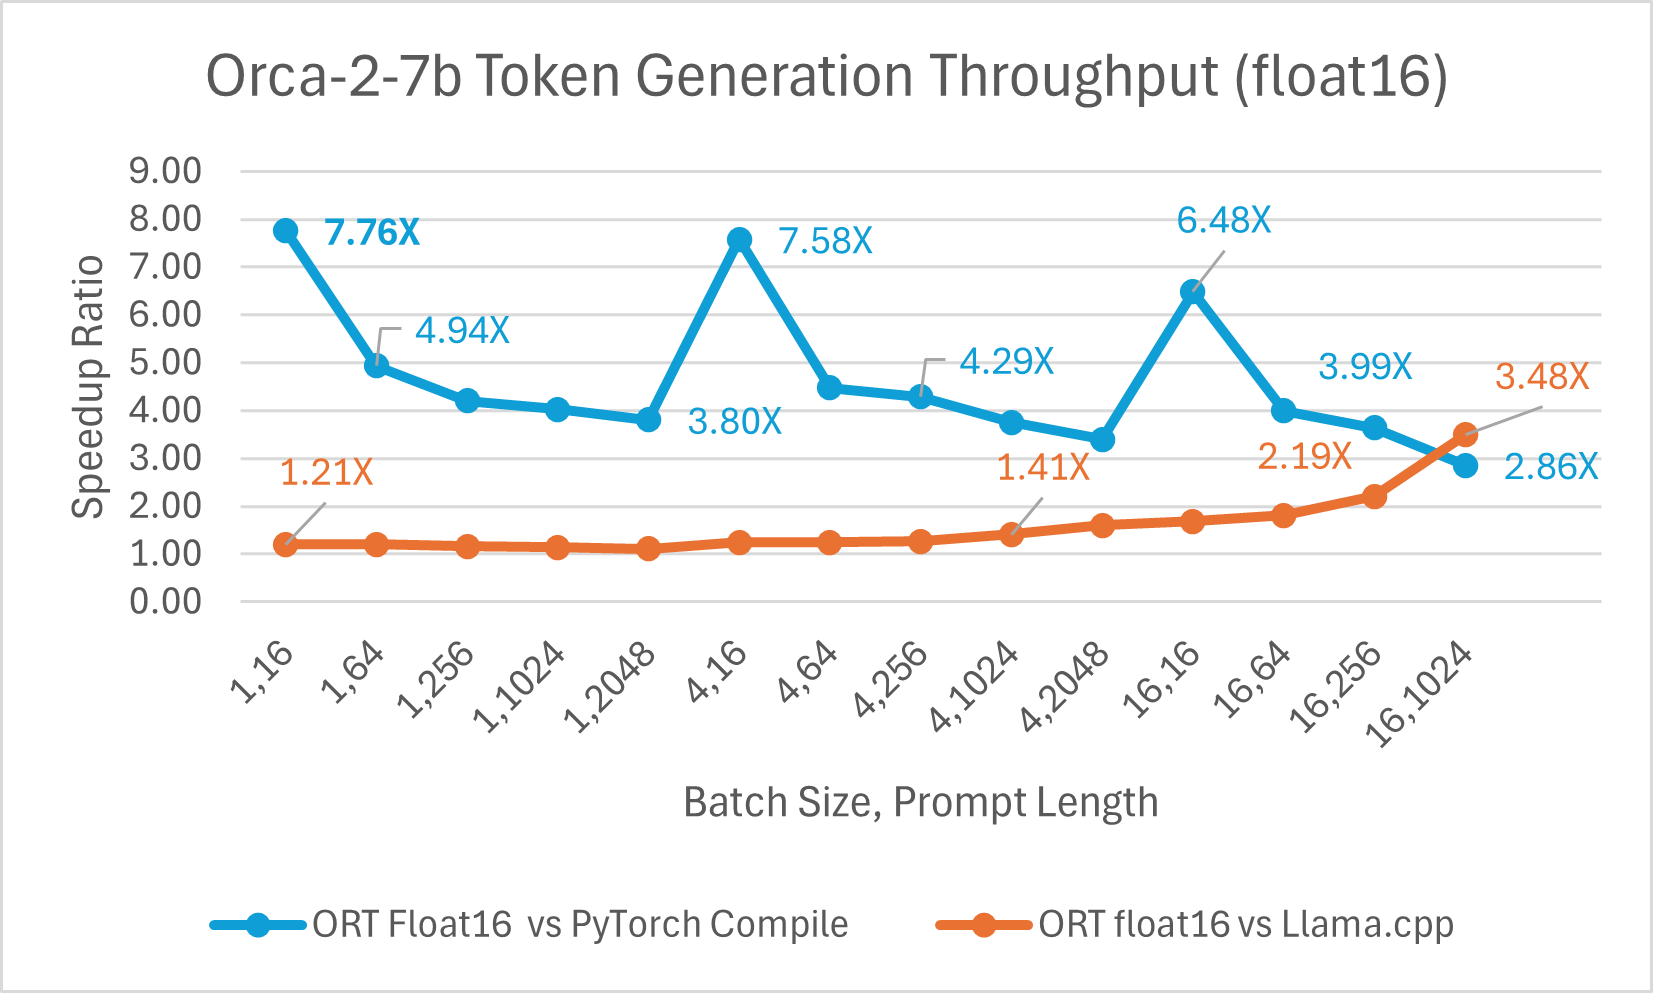 Orca-2-7b Token Generation Throughput (float16)
9.00
8.00
7.00
6.00
5.00
4.00
3.00
2.00
1.00
0.00
Speedup Ratio
7.76X
4.94X
3.80X
7.58X
4.29X
6.48X
3.99X
2.86X
1.21X
1.41X
2.19X
3.48X
1,16
1,64
1,256
1,1024
1,2048
4,16
4,64
4,256
4,1024
4,2048
16,16
16,64
16,256
16,1024
Batch Size, Prompt Length
ORT Float16  vs PyTorch Compile
ORT float16 vs Llama.cpp